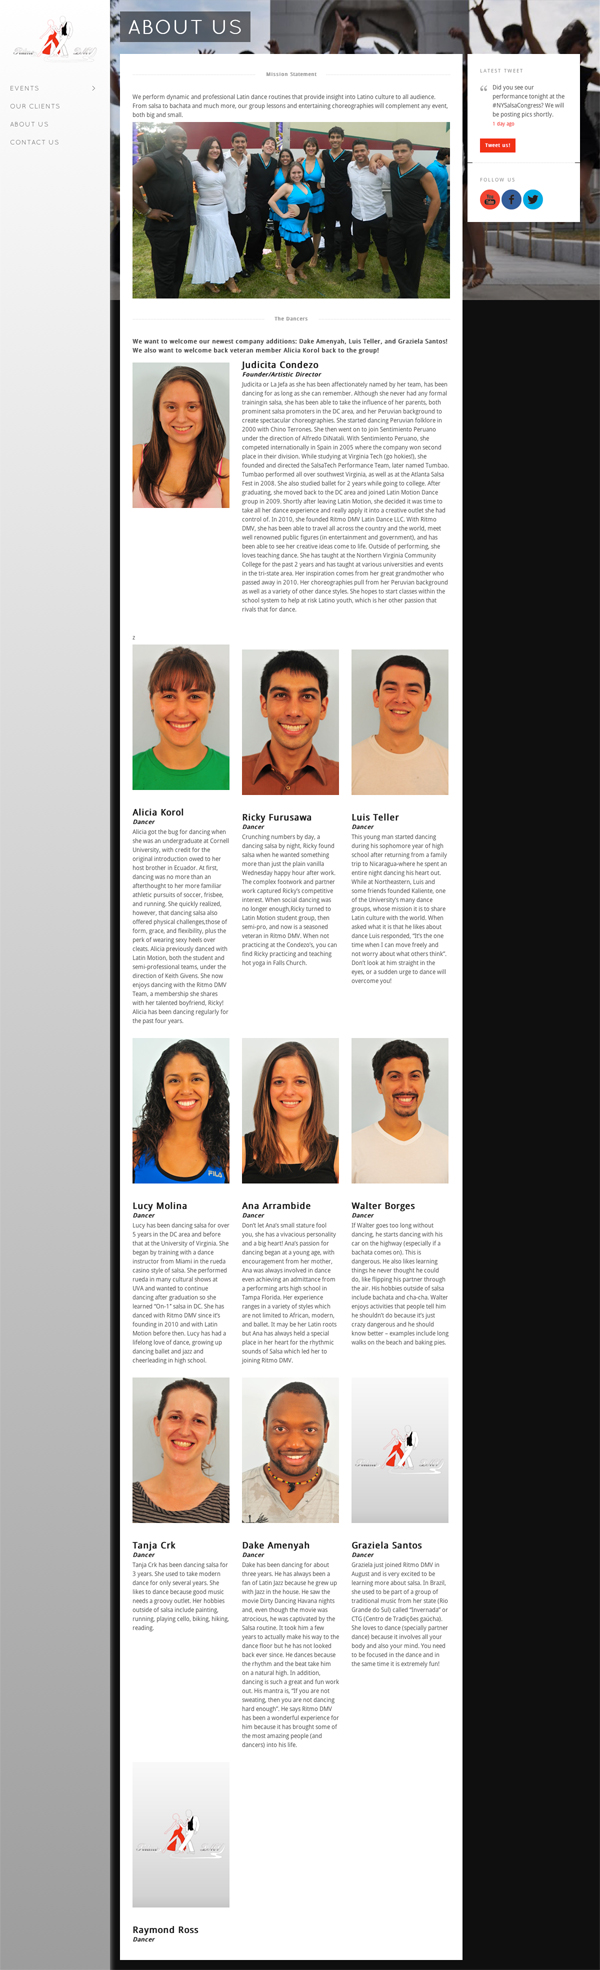 ABOUT US
EVENTS
OUR CLIENTS
ABOUT US
CONTACT US
Mission Statement
We perform dynamic and professional Latin dance routines that provide insight into Latino culture to all audience.
From salsa to bachata and much more, our group lessons and entertaining choreographies will complement any event,
both big and small.
LATEST TWEET
Did you see our
performance tonight at the
#NYSalsaCongress? We will
be posting pics shortly.
1 day ago
Tweet us!
FOLLOW US
You
The Dancers
We want to welcome our newest company additions: Dake Amenyah, Luis Teller, and Graziela Santos!
We also want to welcome back veteran member Alicia Korol back to the group!
Judicita Condezo
Founder/Artistic Director
Judicita or La Jefa as she has been affectionately named by her team, has been
dancing for as long as she can remember. Although she never had any formal
trainingin salsa, she has been able to take the influence of her parents, both
prominent salsa promoters in the DC area, and her Peruvian background to
create spectacular choreographies. She started dancing Peruvian folklore in
2000 with Chino Terrones. She then went on to join Sentimiento Peruano
under the direction of Alfredo DiNatali. With Sentimiento Peruano, she
competed internationally in Spain in 2005 where the company won second
place in their division. While studying at Virginia Tech (go hokies!), she
founded and directed the SalsaTech Performance Team, later named Tumbao.
Tumbao performed all over southwest Virginia, as well as at the Atlanta Salsa
Fest in 2008. She also studied ballet for 2 years while going to college. After
graduating, she moved back to the DC area and joined Latin Motion Dance
group in 2009. Shortly after leaving Latin Motion, she decided it was time to
take all her dance experience and really apply it into a creative outlet she had
control of. In 2010, she founded Ritmo DMV Latin Dance LLC. With Ritmo
DMV, she has been able to travel all across the country and the world, meet
well renowned public figures (in entertainment and government), and has
been able to see her creative ideas come to life. Outside of performing, she
loves teaching dance. She has taught at the Northern Virginia Community
College for the past 2 years and has taught at various universities and events
in the tri-state area. Her inspiration comes from her great grandmother who
passed away in 2010. Her choreographies pull from her Peruvian background
as well as a variety of other dance styles. She hopes to start classes within the
school system to help at risk Latino youth, which is her other passion that
rivals that for dance.
z
Alicia Korol
Dancer
Alicia got the bug for dancing when
she was an undergraduate at Cornell
University, with credit for the
original introduction owed to her
host brother in Ecuador. At first,
dancing was no more than an
afterthought to her more familiar
athletic pursuits of soccer, frisbee,
and running. She quickly realized,
however, that dancing salsa also
offered physical challenges,those of
form, grace, and flexibility, plus the
perk of wearing sexy heels over
cleats. Alicia previously danced with
Latin Motion, both the student and
semi-professional teams, under the
direction of Keith Givens. She now
enjoys dancing with the Ritmo DMV
Team, a membership she shares
with her talented boyfriend, Ricky!
Alicia has been dancing regularly for
the past four years.
Ricky Furusawa
Dancer
Crunching numbers by day, a
dancing salsa by night, Ricky found
salsa when he wanted something
more than just the plain vanilla
Wednesday happy hour after work.
The complex footwork and partner
work captured Ricky's competitive
interest. When social dancing was
no longer enough,Ricky turned to
Latin Motion student group, then
semi-pro, and now is a seasoned
veteran in Ritmo DMV. When not
practicing at the Condezo's, you can
find Ricky practicing and teaching
hot yoga in Falls Church.
Luis Teller
Dancer
This young man started dancing
during his sophomore year of high
school after returning from a family
trip to Nicaragua-where he spent an
entire night dancing his heart out.
While at Northeastern, Luis and
some friends founded Kaliente, one
of the University's many dance
groups, whose mission it is to share
Latin culture with the world. When
asked what it is that he likes about
dance Luis responded, "It's the one
time when I can move freely and
not worry about what others think".
Don't look at him straight in the
eyes, or a sudden urge to dance will
overcome you!
FILA
Lucy Molina
Dancer
Lucy has been dancing salsa for over
5 years in the DC area and before
that at the University of Virginia. She
began by training with a dance
instructor from Miami in the rueda
casino style of salsa. She performed
rueda in many cultural shows at
UVA and wanted to continue
dancing after graduation so she
learned "On-1" salsa in DC. She has
danced with Ritmo DMV since it's
founding in 2010 and with Latin
Motion before then. Lucy has had a
lifelong love of dance, growing up
dancing ballet and jazz and
cheerleading in high school.
Ana Arrambide
Dancer
Don't let Ana's small stature fool
you, she has a vivacious personality
and a big heart! Ana's passion for
dancing began at a young age, with
encouragement from her mother,
Ana was always involved in dance
even achieving an admittance from
a performing arts high school in
Tampa Florida. Her experience
ranges in a variety of styles which
are not limited to African, modern,
and ballet. It may be her Latin roots
but Ana has always held a special
place in her heart for the rhythmic
sounds of Salsa which led her to
joining Ritmo DMV.
Walter Borges
Dancer
If Walter goes too long without
dancing, he starts dancing with his
car on the highway (especially if a
bachata comes on). This is
dangerous. He also likes learning
things he never thought he could
do, like flipping his partner through
the air. His hobbies outside of salsa
include bachata and cha-cha. Walter
enjoys activities that people tell him
he shouldn't do because it's just
crazy dangerous and he should
know better – examples include long
walks on the beach and baking pies.
Tanja Crk
Dancer
Tanja Crk has been dancing salsa for
3 years. She used to take modern
dance for only several years. She
likes to dance because good music
needs a groovy outlet. Her hobbies
outside of salsa include painting,
running, playing cello, biking, hiking,
reading.
Dake Amenyah
Dancer
Dake has been dancing for about
three years. He has always been a
fan of Latin Jazz because he grew up
with Jazz in the house. He saw the
movie Dirty Dancing Havana nights
and, even though the movie was
atrocious, he was captivated by the
Salsa routine. It took him a few
years to actually make his way to the
dance floor but he has not looked
back ever since. He dances because
the rhythm and the beat take him
on a natural high. In addition,
dancing is such a great and fun work
out. His mantra is, "If you are not
sweating, then you are not dancing
hard enough". He says Ritmo DMV
has been a wonderful experience for
him because it has brought some of
the most amazing people (and
dancers) into his life.
Graziela Santos
Dancer
Graziela just joined Ritmo DMV in
August and is very excited to be
learning more about salsa. In Brazil,
she used to be part of a group of
traditional music from her state (Rio
Grande do Sul) called "Invernada" or
CTG (Centro de Tradições gaúcha).
She loves to dance (specially partner
dance) because it involves all your
body and also your mind. You need
to be focused in the dance and in
the same time it is extremely fun!
Raymond Ross
Dancer